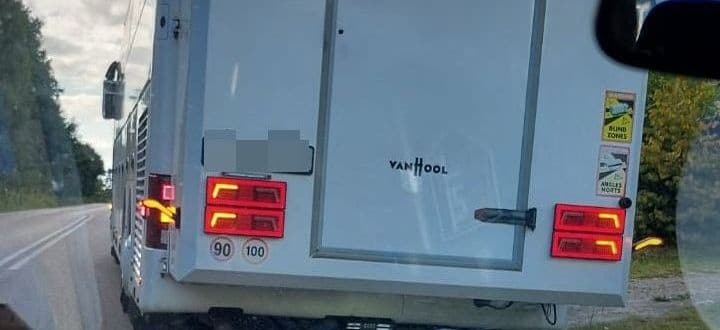 BLIND
ZONES
VANHOOL
ANGLES
MORTS
90 100